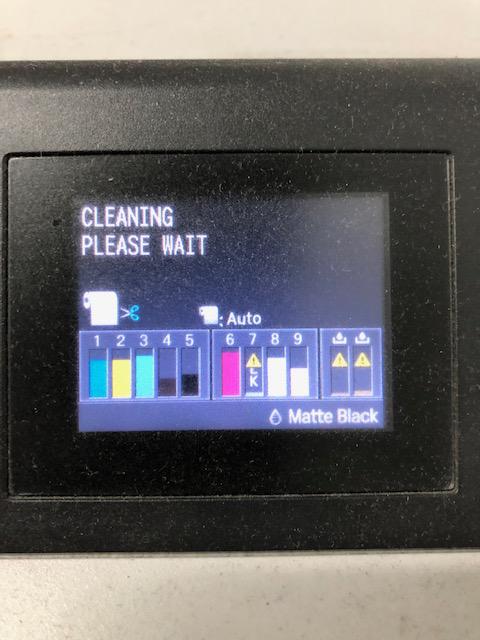 CLEANING
PLEASE WAIT
: Auto
1 2 3 4 5 6 7 8 9
LK
Matte Black